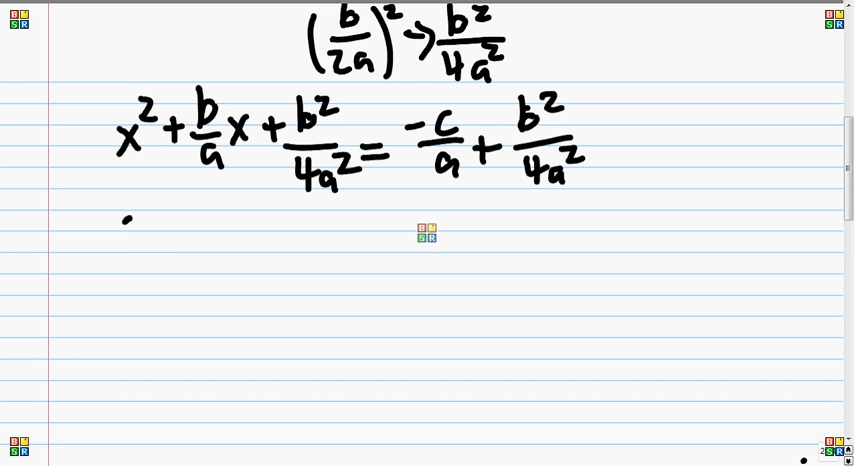 (b/2a)² → b²/4a²
x² + b/a x + b²/4a² = -c/a + b²/4a²